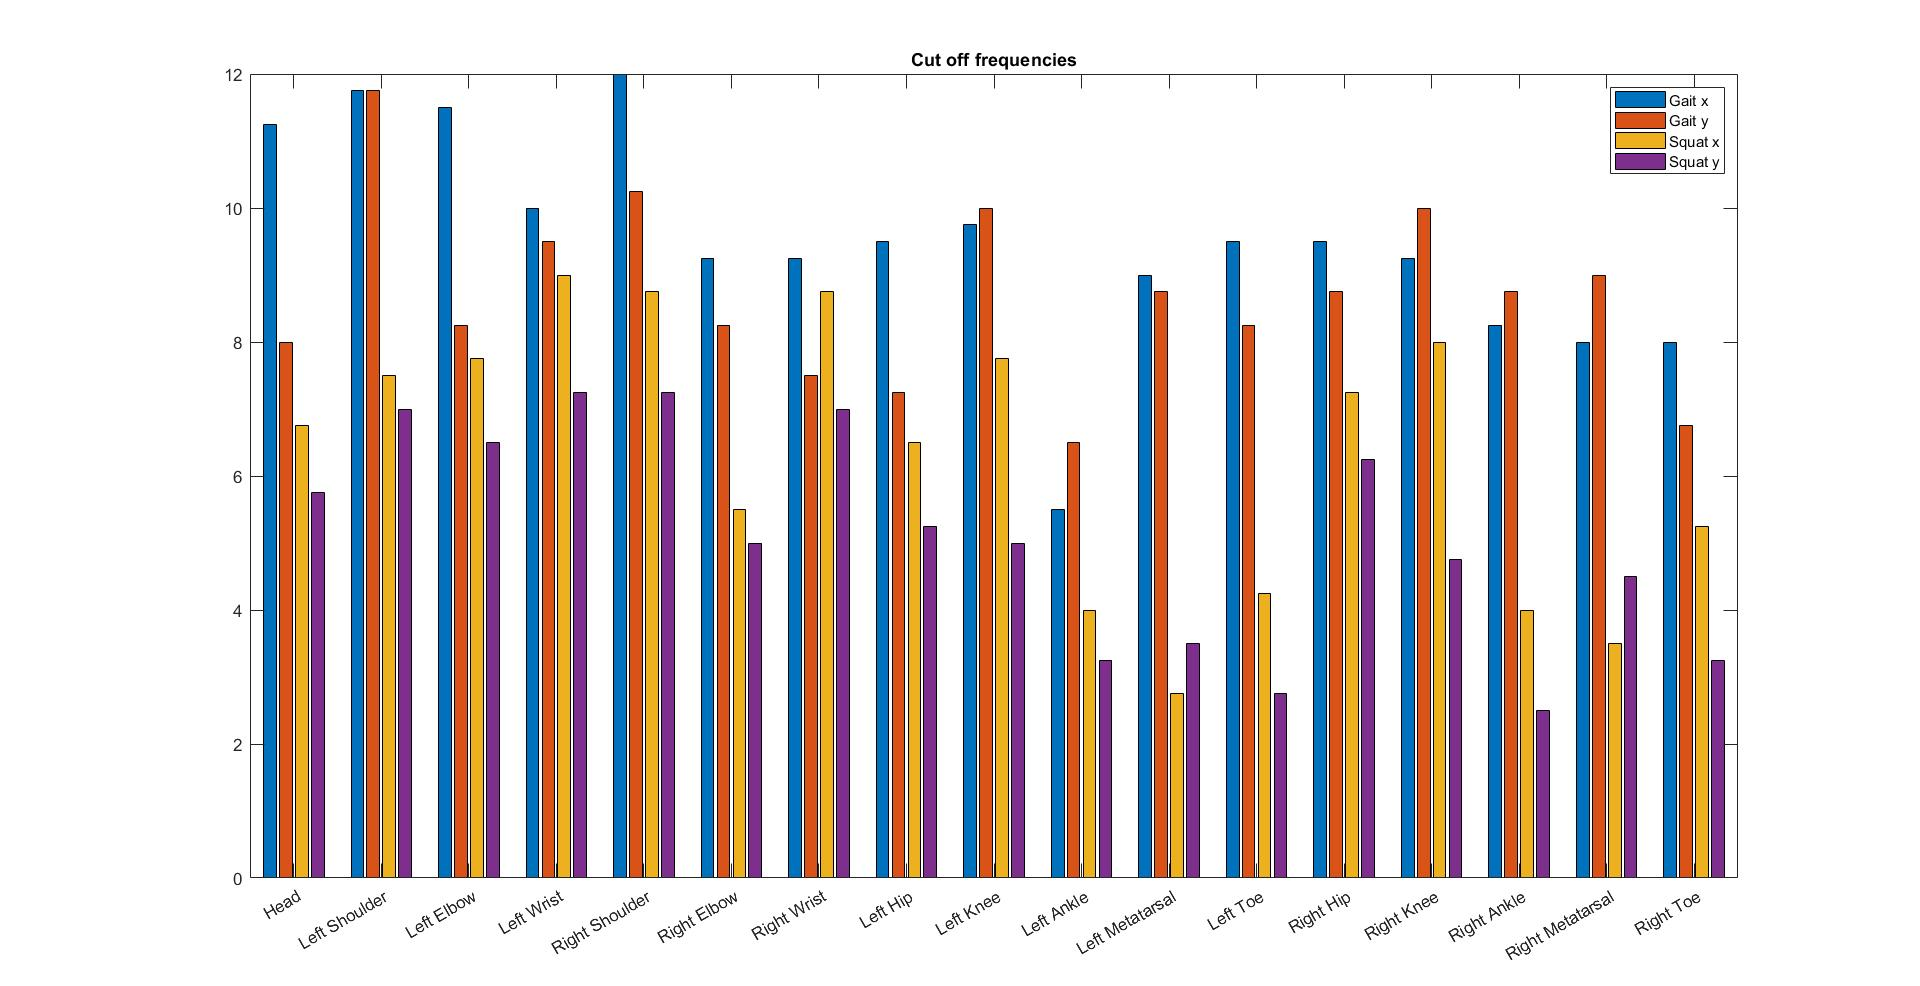 Cut off frequencies
12
10
8
6
4
2
0
Gait x
Gait y
Squat x
Squat y
Head
Left Shoulder
Left Elbow
Left Wrist
Right Shoulder
Right Elbow
Right Wrist
Left Hip
Left Knee
Left Ankle
Left Metatarsal
Left Toe
Right Hip
Right Knee
Right Ankle
Right Metatarsal
Right Toe